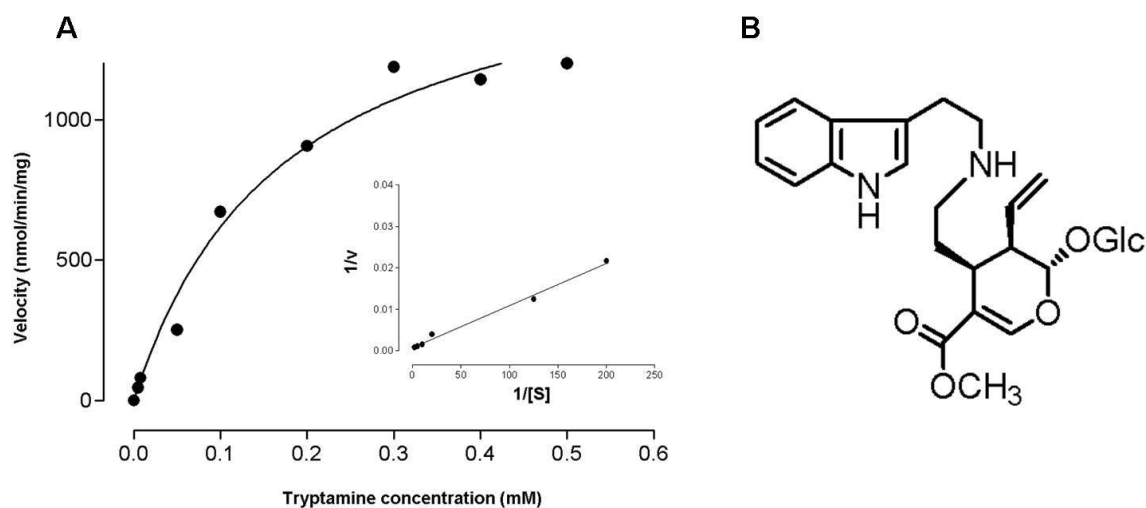 A
B
1000
500
0
Velocity (nmol/min/mg)
0.0 0.1 0.2 0.3 0.4 0.5 0.6
Tryptamine concentration (mM)
0.04
0.03
0.02
0.01
0.00
1/v
0 50 100 150 200 250
1/[S]
N
H
NH
OGlc
O
O
OCH3